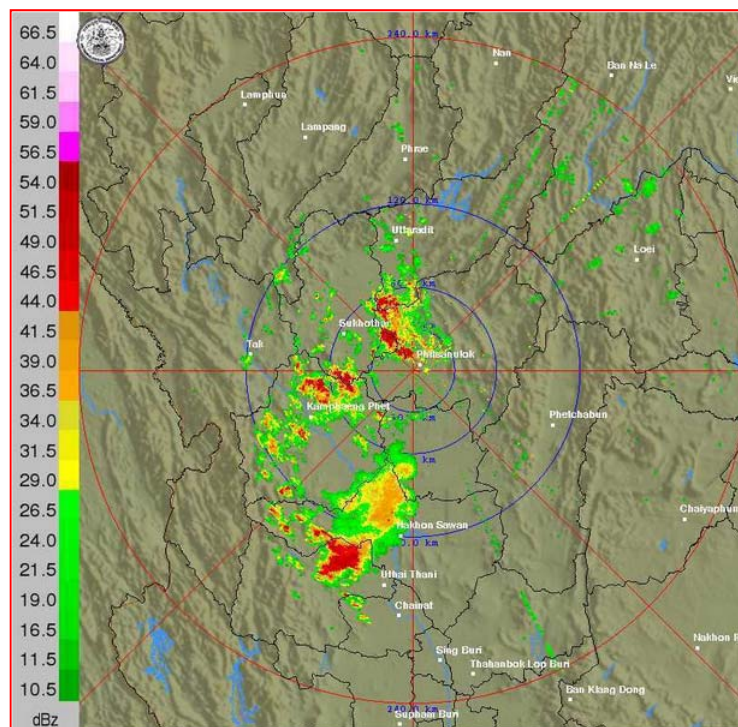 66.5
64.0
61.5
59.0
56.5
54.0
51.5
49.0
46.5
44.0
41.5
39.0
36.5
34.0
31.5
29.0
26.5
24.0
21.5
19.0
16.5
11.5
10.5
dBz
240.0 km
Nan
Ban Na Le
Lamphun
Lampang
Phrae
120.0 km
Uttaradit
Loei
Sukhothai
Tak
Phitsanulok
Kamphaeng Phet
Phetchabun
km
Chaiyaphum
Nakhon Sawan
Uthai Thani
Chainat
Sing Buri
Thahanbok Lop Buri
Nakhon R
Ban Klang Dong
240.0 km
Suphan Buri